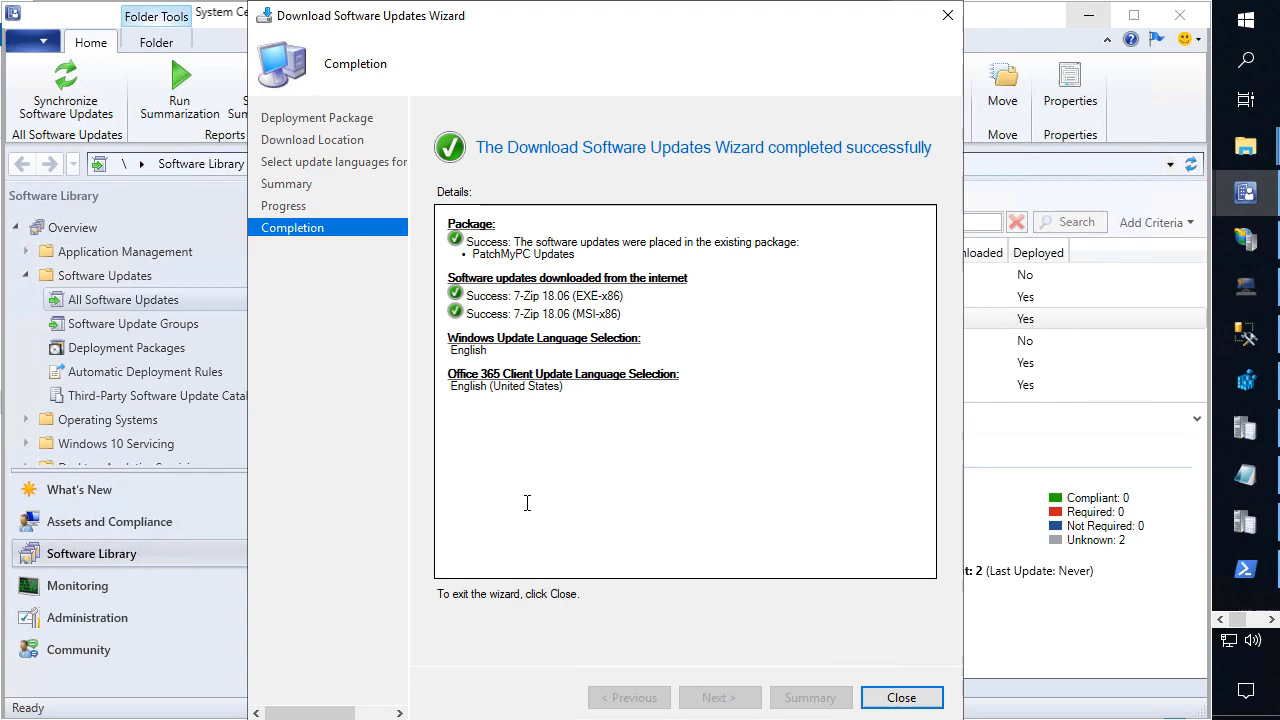 Folder Tools
System Ce
Home
Folder
Synchronize
Software Updates
Run
Summarization
All Software Updates
Reports
\
Software Library
Software Library
Overview
Application Management
Software Updates
All Software Updates
Software Update Groups
Deployment Packages
Automatic Deployment Rules
Third-Party Software Update Cata
Operating Systems
Windows 10 Servicing
What's New
Assets and Compliance
Software Library
Monitoring
Administration
Community
Ready
Download Software Updates Wizard
Completion
Deployment Package
Download Location
Select update languages for
Summary
Progress
Completion
The Download Software Updates Wizard completed successfully
Details:
Package:
Success: The software updates were placed in the existing package:
• PatchMyPC Updates
Software updates downloaded from the internet
Success: 7-Zip 18.06 (EXE-x86)
Success: 7-Zip 18.06 (MSI-x86)
Windows Update Language Selection:
English
Office 365 Client Update Language Selection:
English (United States)
To exit the wizard, click Close.
< Previous
Next >
Summary
Close
Move
Properties
Move
Properties
Search
Add Criteria
nloaded
Deployed
No
Yes
Yes
No
Yes
Yes
Compliant: 0
Required: 0
Not Required: 0
Unknown: 2
t: 2 (Last Update: Never)